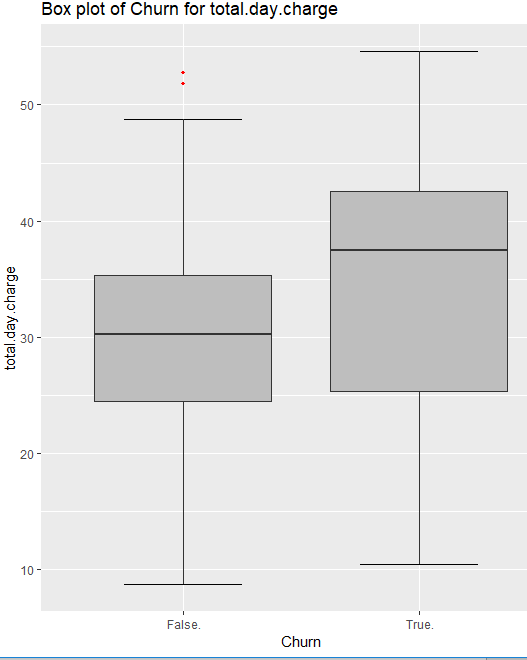 Box plot of Churn for total.day.charge
total.day.charge
50
40
30
20
10
False.
True.
Churn